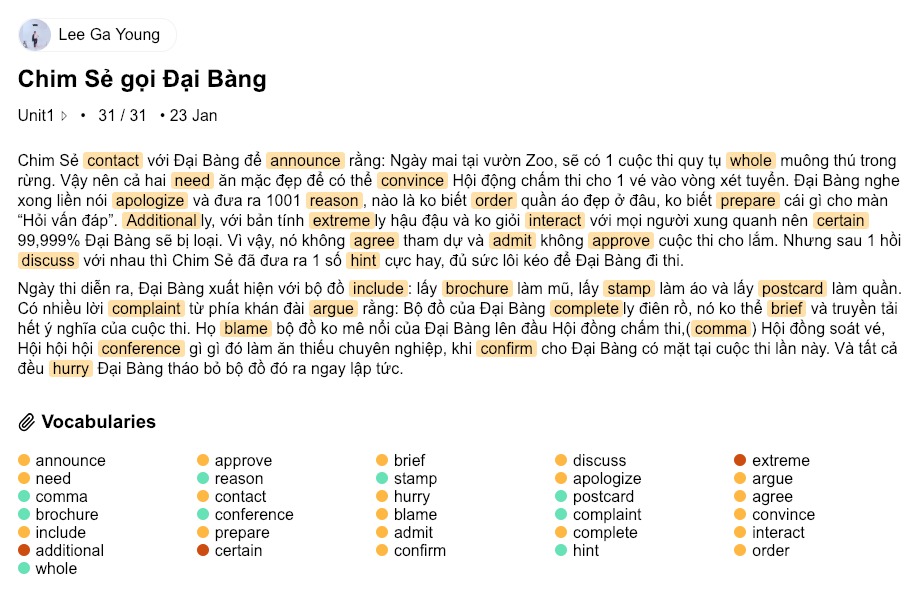 Lee Ga Young
Chim Sẻ gọi Đại Bàng
Unit1 • 31 / 31 • 23 Jan
Chim Sẻ contact với Đại Bàng để announce rằng: Ngày mai tại vườn Zoo, sẽ có 1 cuộc thi quy tụ whole muông thú trong
rừng. Vậy nên cả hai need ăn mặc đẹp để có thể convince Hội động chấm thi cho 1 vé vào vòng xét tuyển. Đại Bàng nghe
xong liền nói apologize và đưa ra 1001 reason, nào là ko biết order quần áo đẹp ở đâu, ko biết prepare cái gì cho màn
“Hỏi vấn đáp”. Additionally, với bản tính extremely hậu đậu và ko giỏi interact với mọi người xung quanh nên certain
99,999% Đại Bàng sẽ bị loại. Vì vậy, nó không agree tham dự và admit không approve cuộc thi cho lắm. Nhưng sau 1 hồi
discuss với nhau thì Chim Sẻ đã đưa ra 1 số hint cực hay, đủ sức lôi kéo để Đại Bàng đi thi.
Ngày thi diễn ra, Đại Bàng xuất hiện với bộ đồ include: lấy brochure làm mũ, lấy stamp làm áo và lấy postcard làm quần.
Có nhiều lời complaint từ phía khán đài argue rằng: Bộ đồ của Đại Bàng completely điên rồ, nó ko thể brief và truyền tải
hết ý nghĩa của cuộc thi. Họ blame bộ đồ ko mê nổi của Đại Bàng lên đầu Hội đồng chấm thi,(comma) Hội đồng soát vé,
Hội hội hội conference gì gì đó làm ăn thiếu chuyên nghiệp, khi confirm cho Đại Bàng có mặt tại cuộc thi lần này. Và tất cả
đều hurry Đại Bàng tháo bỏ bộ đồ đó ra ngay lập tức.
Vocabularies
announce approve brief discuss extreme
need reason stamp apologize argue
comma contact hurry postcard agree
brochure conference blame complaint convince
include prepare admit complete interact
additional certain confirm hint order
whole